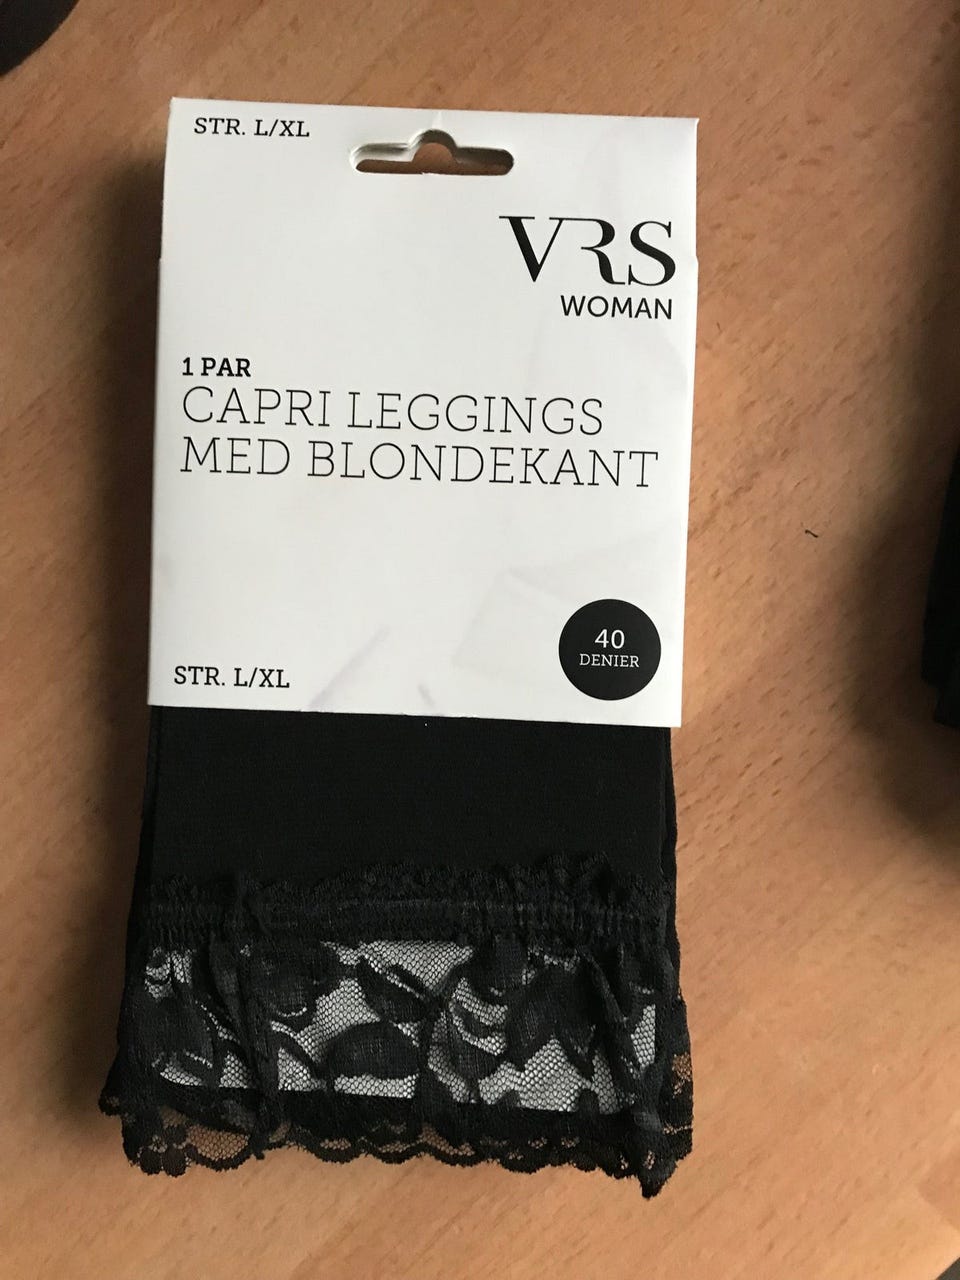 STR. L/XL
VRS
WOMAN
1 PAR
CAPRI LEGGINGS
MED BLONDEKANT
40
DENIER
STR. L/XL